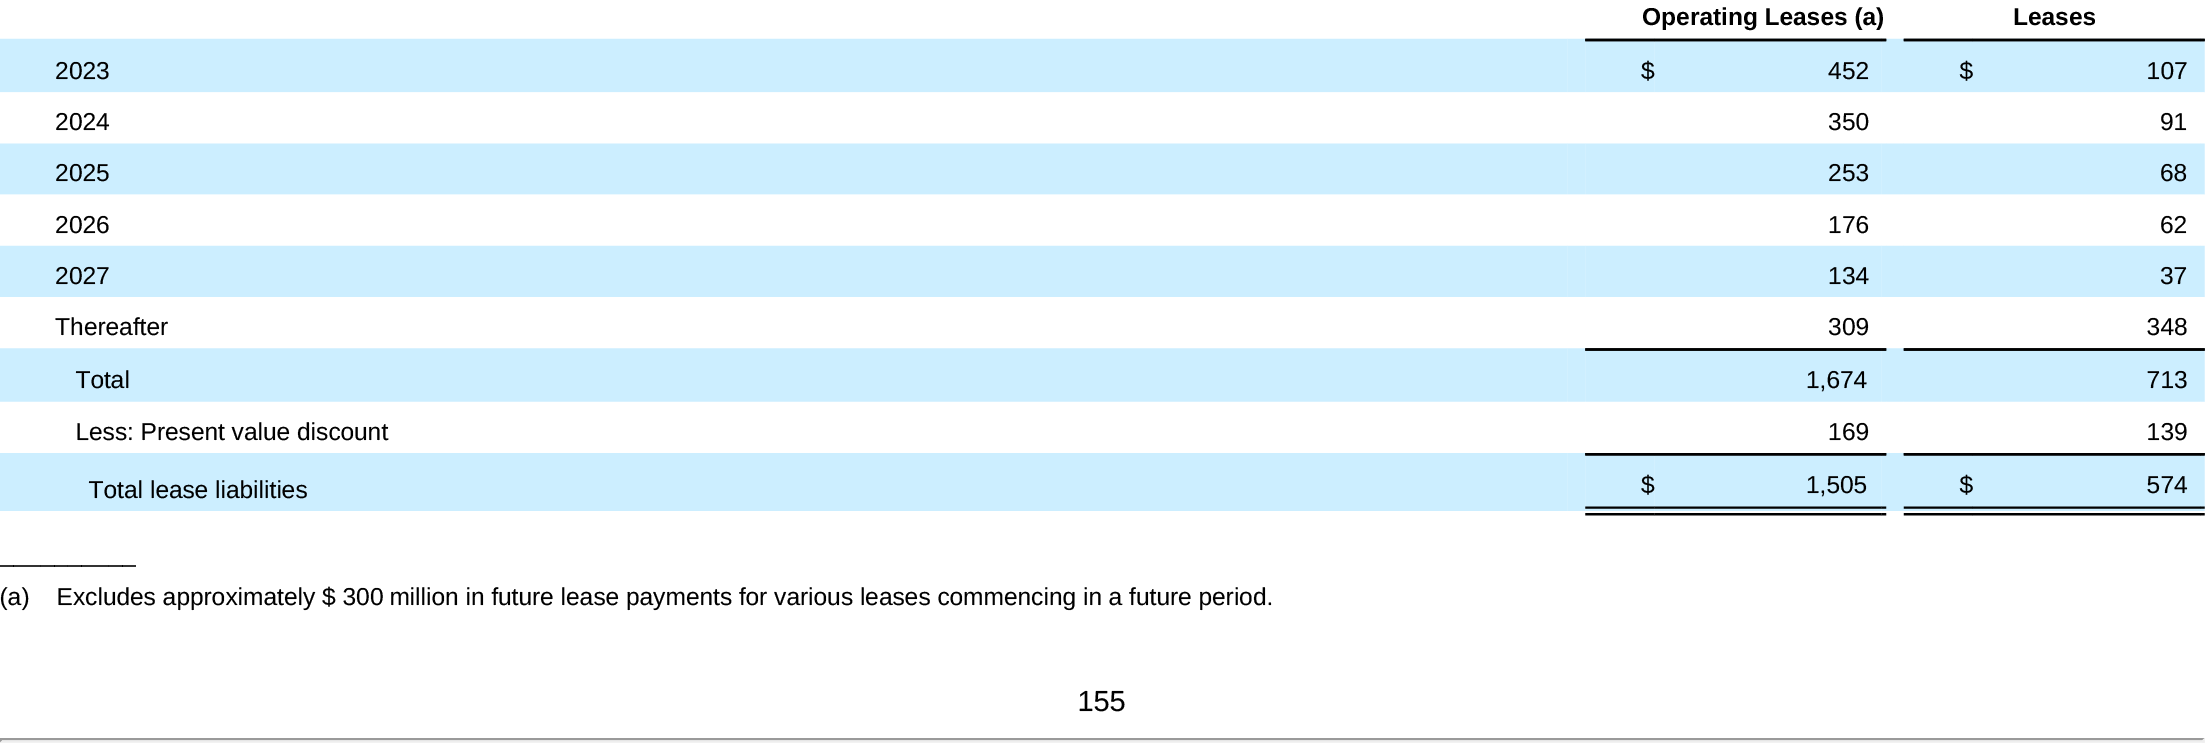 Operating Leases (a) Leases
2023 $ 452 $ 107
2024 350 91
2025 253 68
2026 176 62
2027 134 37
Thereafter 309 348
Total 1,674 713
Less: Present value discount 169 139
Total lease liabilities $ 1,505 $ 574
(a) Excludes approximately $ 300 million in future lease payments for various leases commencing in a future period.
155